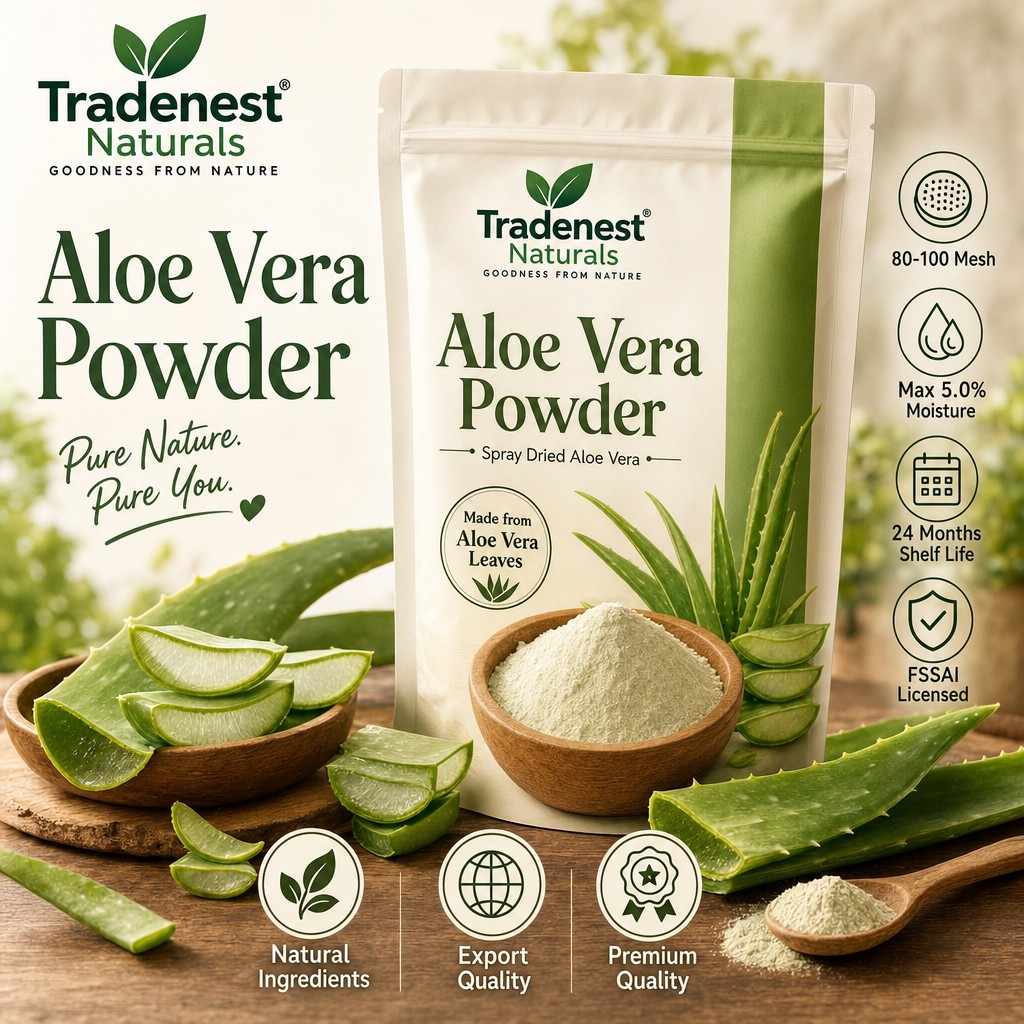 Tradenest®
Naturals
GOODNESS FROM NATURE
Aloe Vera
Powder
Pure Nature.
Pure You.
Tradenest®
Naturals
GOODNESS FROM NATURE
Aloe Vera
Powder
Spray Dried Aloe Vera
Made from
Aloe Vera
Leaves
80-100 Mesh
Max 5.0%
Moisture
24 Months
Shelf Life
FSSAI
Licensed
Natural
Ingredients
Export
Quality
Premium
Quality